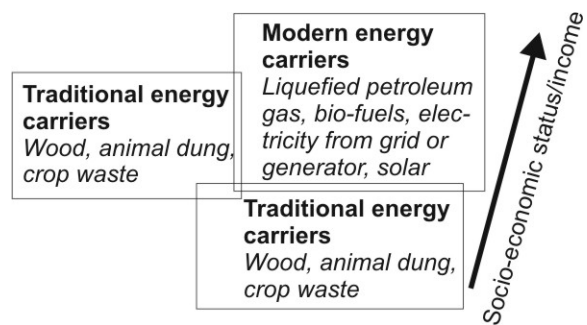 Modern energy
carriers
Liquefied petroleum
gas, bio-fuels, elec-
tricity from grid or
generator, solar
Traditional energy
carriers
Wood, animal dung,
crop waste
Traditional energy
carriers
Wood, animal dung,
crop waste
Socio-economic status/income